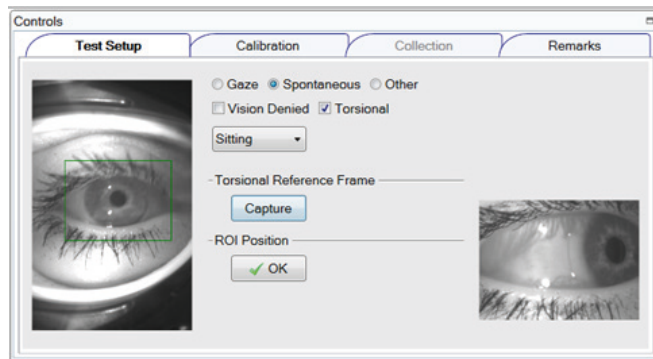 Controls
Test Setup Calibration Collection Remarks
Gaze Spontaneous Other
Vision Denied Torsional
Sitting
Torsional Reference Frame
Capture
ROI Position
OK